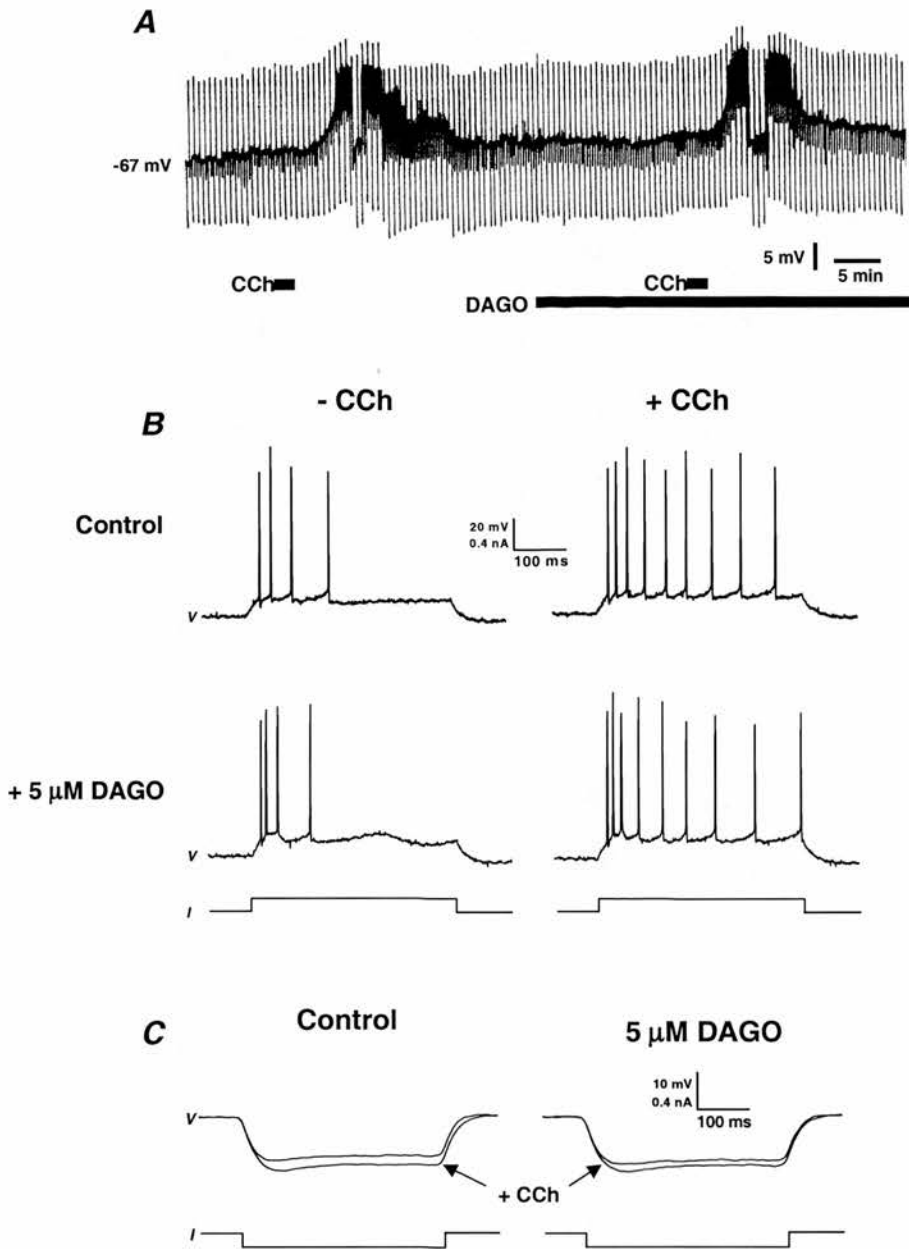 A
-67 mV
5 mV
5 min
CCh
CCh
DAGO
- CCh
+ CCh
B
Control
20 mV
0.4 nA
100 ms
V
+ 5 μM DAGO
V
I
Control
C
5 μM DAGO
10 mV
0.4 nA
100 ms
V
+ CCh
I